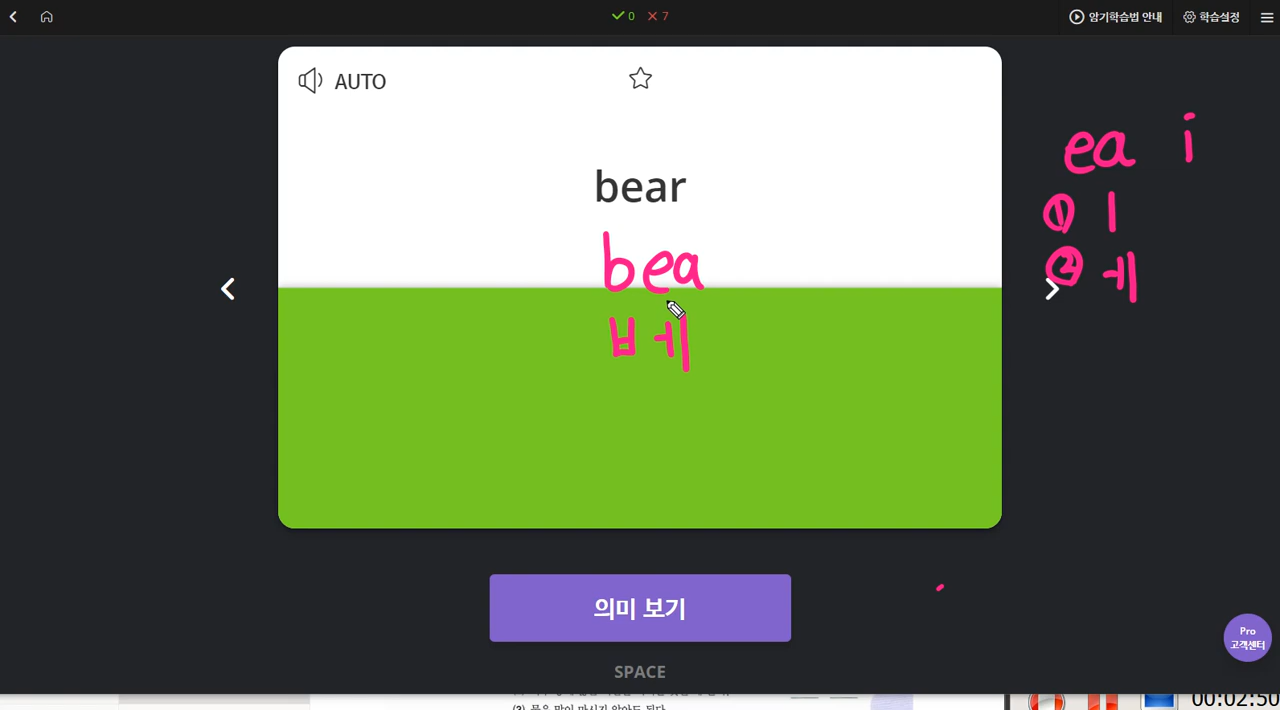 0 7 암기학습법 안내 학습설정
AUTO
ea i
bear
① ㅣ
bea
② ㅔ
ㅂ ㅔ
의미 보기
Pro
고객센터
SPACE
00:02:50